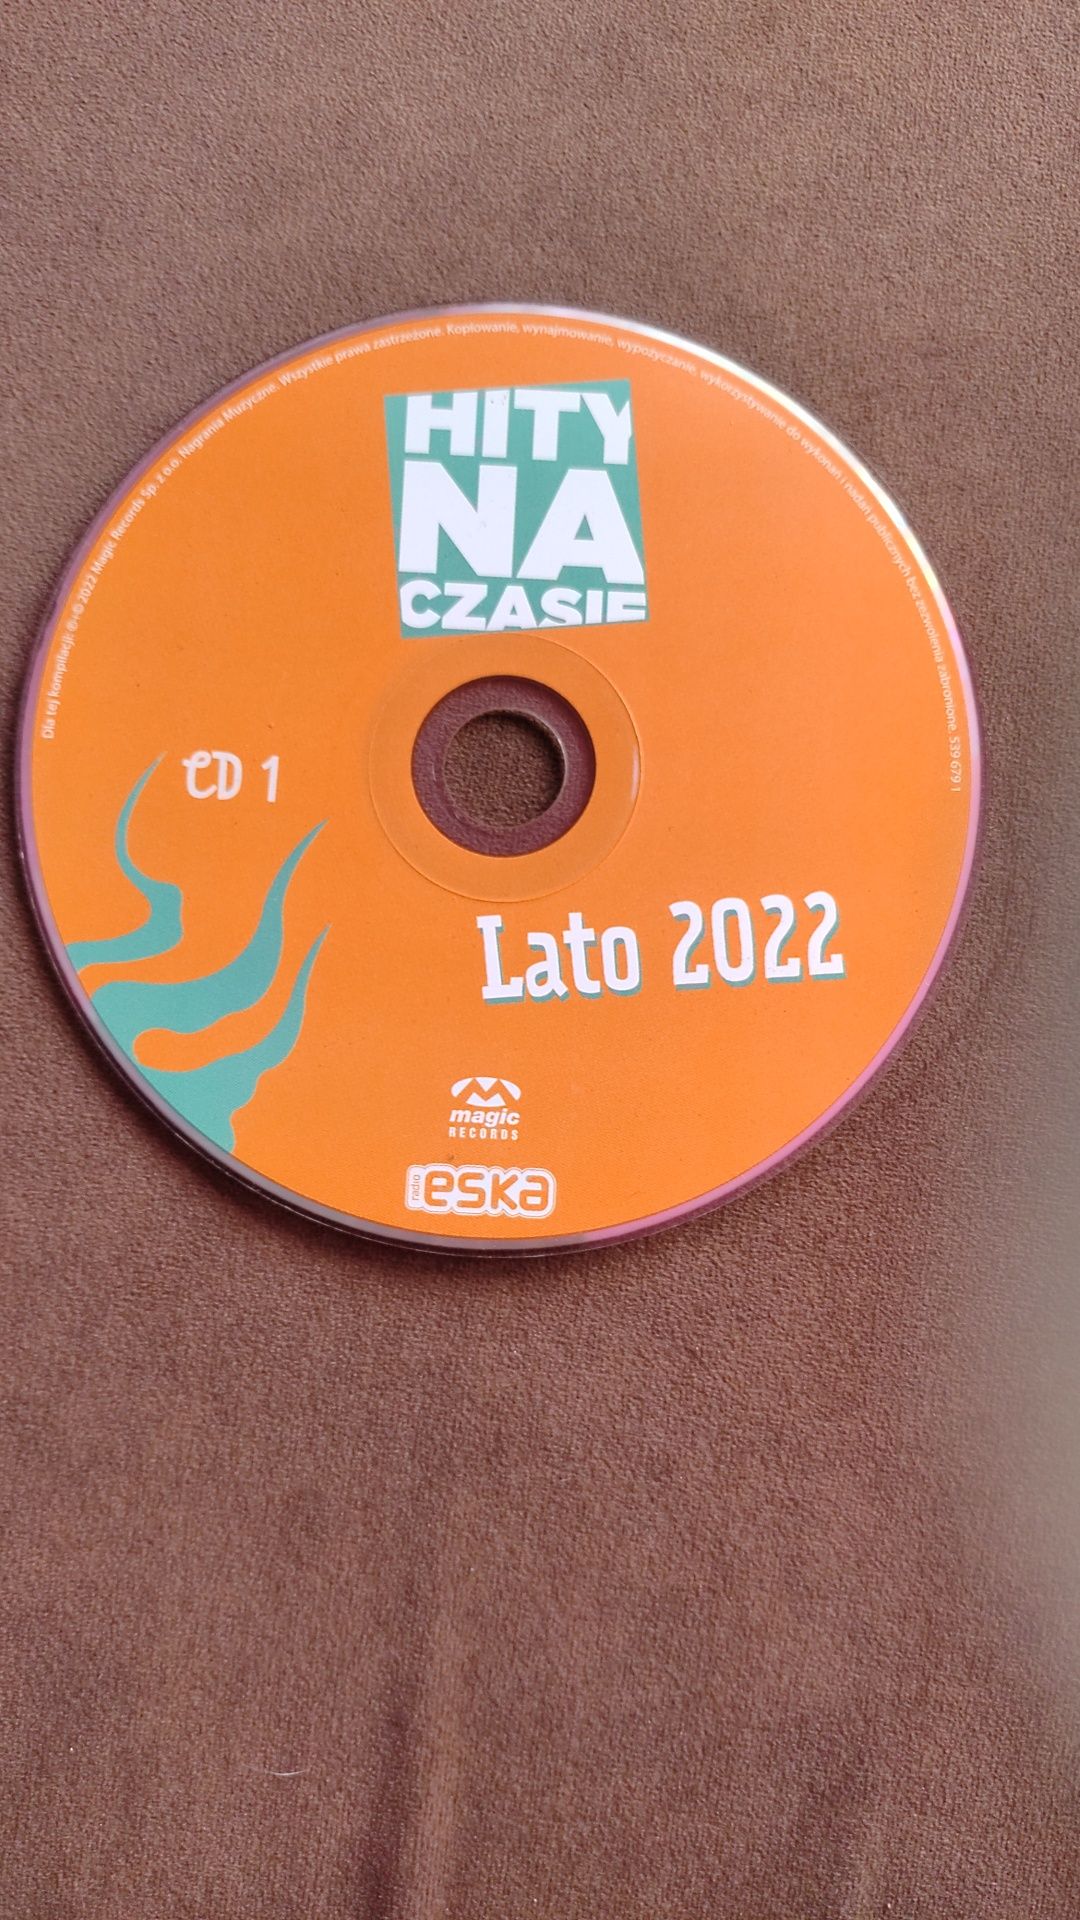 Dla tej kompilacji: ℗+© 2022 Magic Records Sp. z o.o. Nagrania Muzyczne. Wszystkie prawa zastrzeżone. Kopiowanie, wynajmowanie, wypożyczanie, wykorzystywanie do wykonań i nadań publicznych bez zezwolenia zabronione. 539 679 1
HITY
NA
CZASIE
CD 1
Lato 2022
magic
RECORDS
radio eska